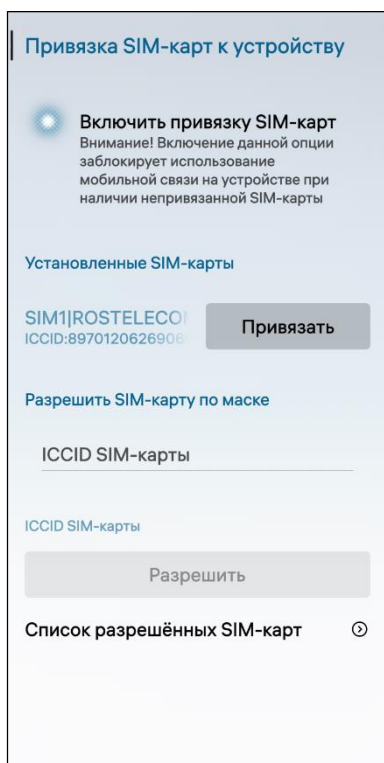 Привязка SIM-карт к устройству
Включить привязку SIM-карт
Внимание! Включение данной опции
заблокирует использование
мобильной связи на устройстве при
наличии непривязанной SIM-карты
Установленные SIM-карты
SIM1|ROSTELECO
ICCID:8970120626906
Привязать
Разрешить SIM-карту по маске
ICCID SIM-карты
ICCID SIM-карты
Разрешить
Список разрешённых SIM-карт